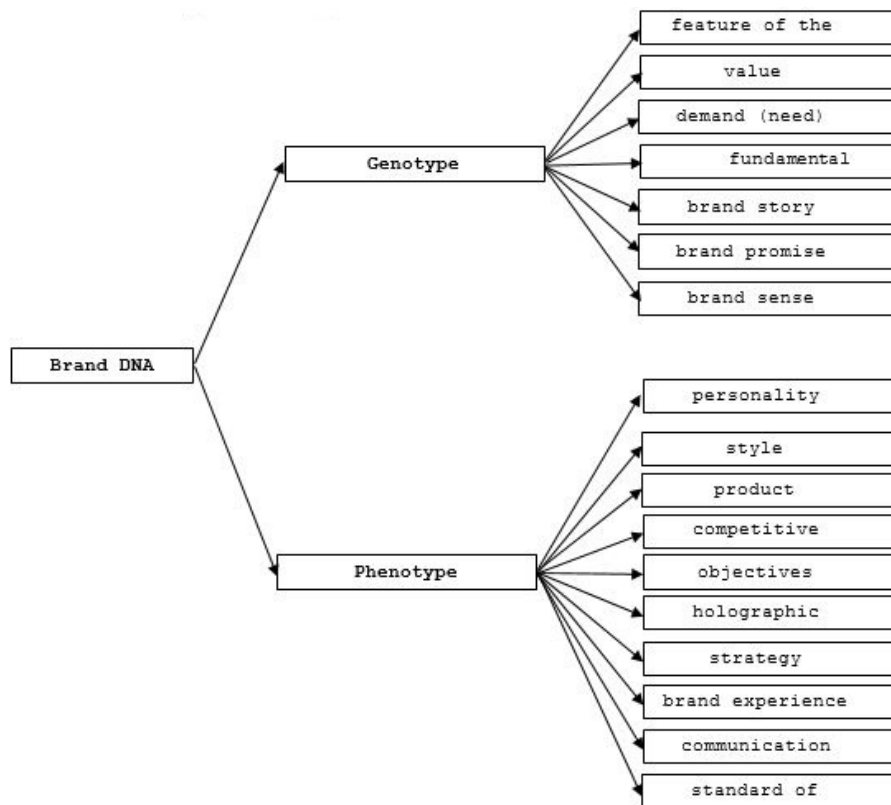 feature of the
value
demand (need)
Genotype
fundamental
brand story
brand promise
brand sense
Brand DNA
personality
style
product
competitive
Phenotype
objectives
holographic
strategy
brand experience
communication
standard of